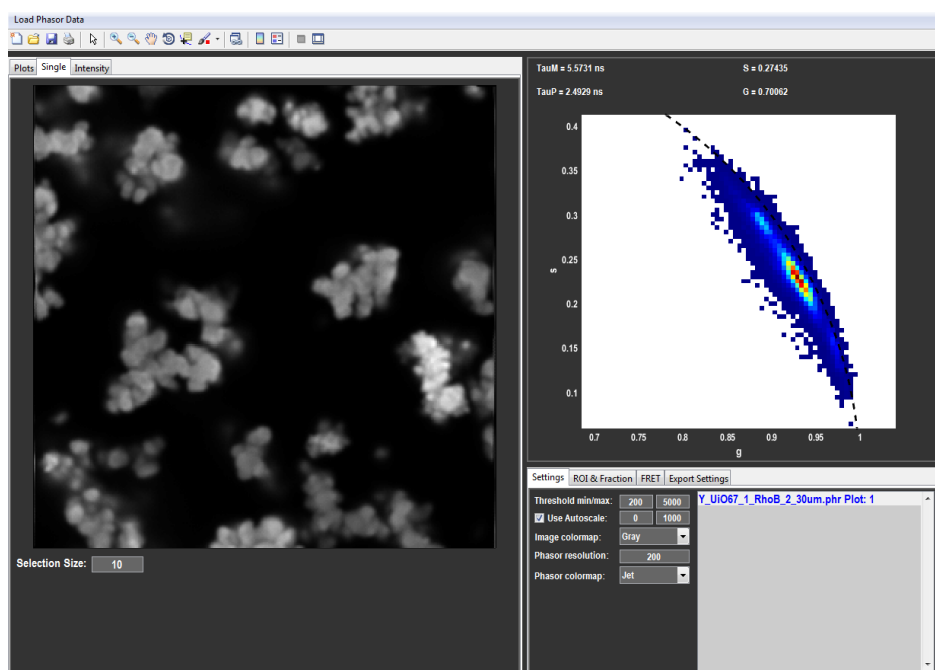 Load Phasor Data
Plots Single Intensity
Selection Size: 10
TauM = 5.5731 ns S = 0.27435
TauP = 2.4929 ns G = 0.70062
0.4
0.35
0.3
0.25
0.2
0.15
0.1
s
0.7 0.75 0.8 0.85 0.9 0.95 1
g
Settings ROI & Fraction FRET Export Settings
Threshold min/max: 200 5000
Use Autoscale: 0 1000
Image colormap: Gray
Phasor resolution: 200
Phasor colormap: Jet
Y_UiO67_1_RhoB_2_30um.phr Plot: 1